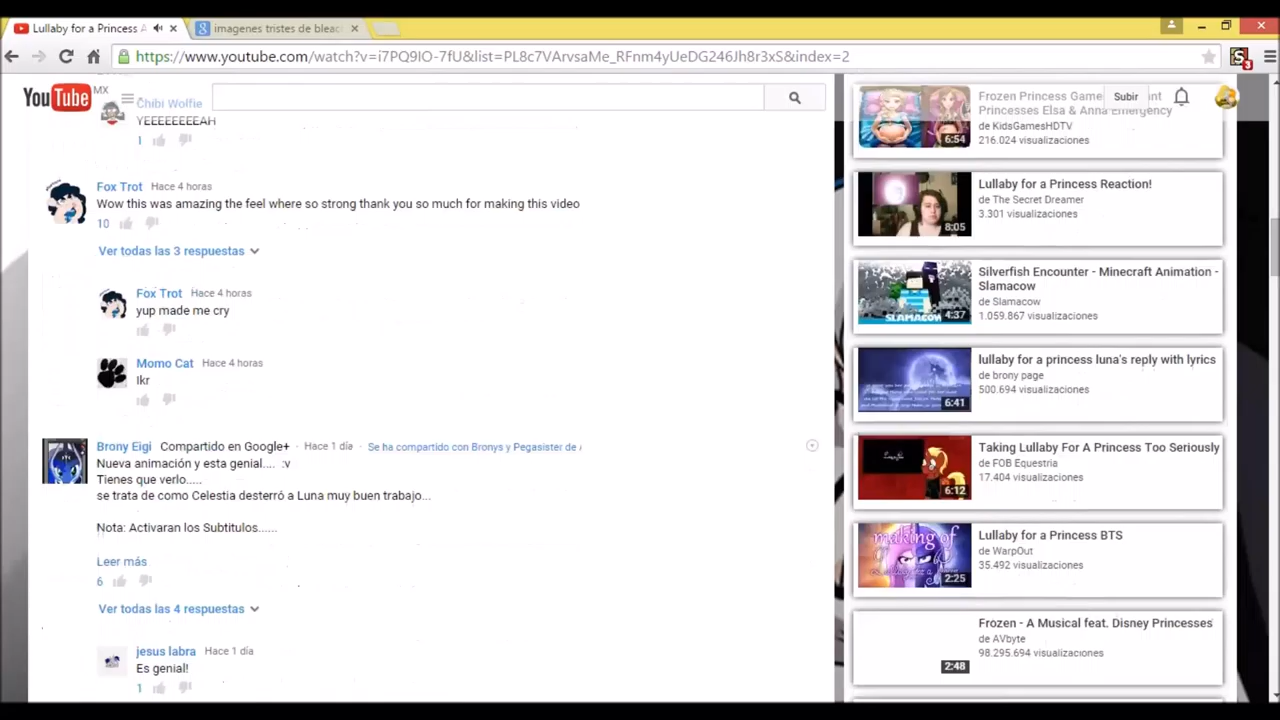 Lullaby for a Princess A
imagenes tristes de bleac
https://www.youtube.com/watch?v=i7PQ9IO-7fU&list=PL8c7VArvsaMe_RFnm4yUeDG246Jh8r3xS&index=2
YouTube MX
Chibi Wolfie
YEEEEEEEAH
1
Fox Trot Hace 4 horas
Wow this was amazing the feel where so strong thank you so much for making this video
10
Ver todas las 3 respuestas
Fox Trot Hace 4 horas
yup made me cry
Momo Cat Hace 4 horas
Ikr
Brony Eigi Compartido en Google+ · Hace 1 día · Se ha compartido con Bronys y Pegasister de
Nueva animación y esta genial.... :v
Tienes que verlo.....
se trata de como Celestia desterró a Luna muy buen trabajo...
Nota: Activaran los Subtitulos......
Leer más
6
Ver todas las 4 respuestas
jesus labra Hace 1 día
Es genial!
1
Subir
3
Frozen Princess Game
Princesses Elsa & Anna Emergency
de KidsGamesHDTV
216.024 visualizaciones
6:54
Lullaby for a Princess Reaction!
de The Secret Dreamer
3.301 visualizaciones
8:05
Silverfish Encounter - Minecraft Animation -
Slamacow
de Slamacow
1.059.867 visualizaciones
SLAMACOW
4:37
lullaby for a princess luna's reply with lyrics
de brony page
500.694 visualizaciones
6:41
Taking Lullaby For A Princess Too Seriously
de FOB Equestria
17.404 visualizaciones
6:12
Lullaby for a Princess BTS
de WarpOut
35.492 visualizaciones
making of
2:25
Frozen - A Musical feat. Disney Princesses
de AVbyte
98.295.694 visualizaciones
2:48